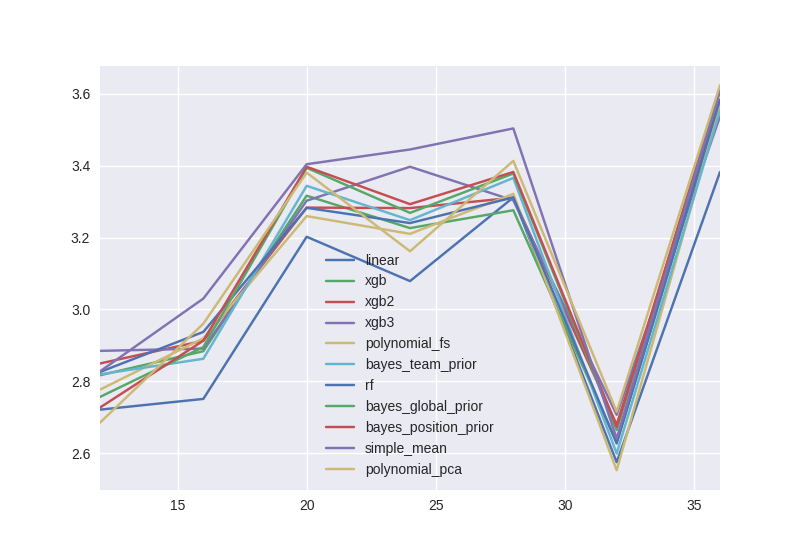 3.6
3.4
3.2
3.0
2.8
2.6
linear
xgb
xgb2
xgb3
polynomial_fs
bayes_team_prior
rf
bayes_global_prior
bayes_position_prior
simple_mean
polynomial_pca
15 20 25 30 35